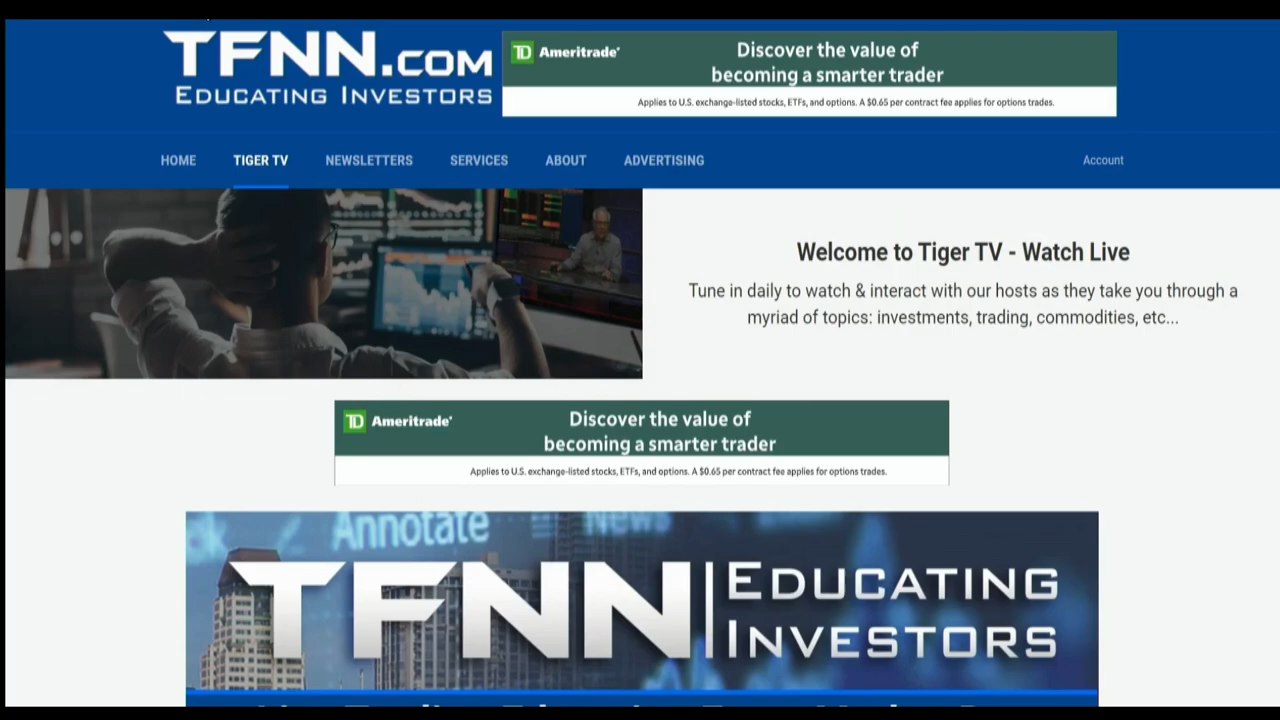 TFNN.COM
EDUCATING INVESTORS
TD Ameritrade
Discover the value of
becoming a smarter trader
Applies to U.S. exchange-listed stocks, ETFs, and options. A $0.65 per contract fee applies for options trades.
HOME TIGER TV NEWSLETTERS SERVICES ABOUT ADVERTISING Account
Welcome to Tiger TV - Watch Live
Tune in daily to watch & interact with our hosts as they take you through a
myriad of topics: investments, trading, commodities, etc...
TD Ameritrade
Discover the value of
becoming a smarter trader
Applies to U.S. exchange-listed stocks, ETFs, and options. A $0.65 per contract fee applies for options trades.
Annotate News
TFNN EDUCATING
INVESTORS